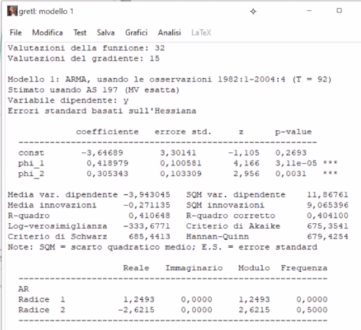 gretl: modello 1
File Modifica Test Salva Grafici Analisi LaTeX
Valutazioni della funzione: 32
Valutazioni del gradiente: 15
Modello 1: ARMA, usando le osservazioni 1982:1-2004:4 (T = 92)
Stimato usando AS 197 (MV esatta)
Variabile dipendente: y
Errori standard basati sull'Hessiana
coefficiente errore std. z p-value
const -3,64689 3,30141 -1,105 0,2693
phi_1 0,418979 0,100581 4,166 3,11e-05 ***
phi_2 0,305343 0,103309 2,956 0,0031 ***
Media var. dipendente -3,943045 SQM var. dipendente 11,86761
Media innovazioni -0,271135 SQM innovazioni 9,065396
R-quadro 0,410648 R-quadro corretto 0,404100
Log-verosimiglianza -333,6771 Criterio di Akaike 675,3541
Criterio di Schwarz 685,4413 Hannan-Quinn 679,4254
Note: SQM = scarto quadratico medio; E.S. = errore standard
Reale Immaginario Modulo Frequenza
AR
Radice 1 1,2493 0,0000 1,2493 0,0000
Radice 2 -2,6215 0,0000 2,6215 0,5000